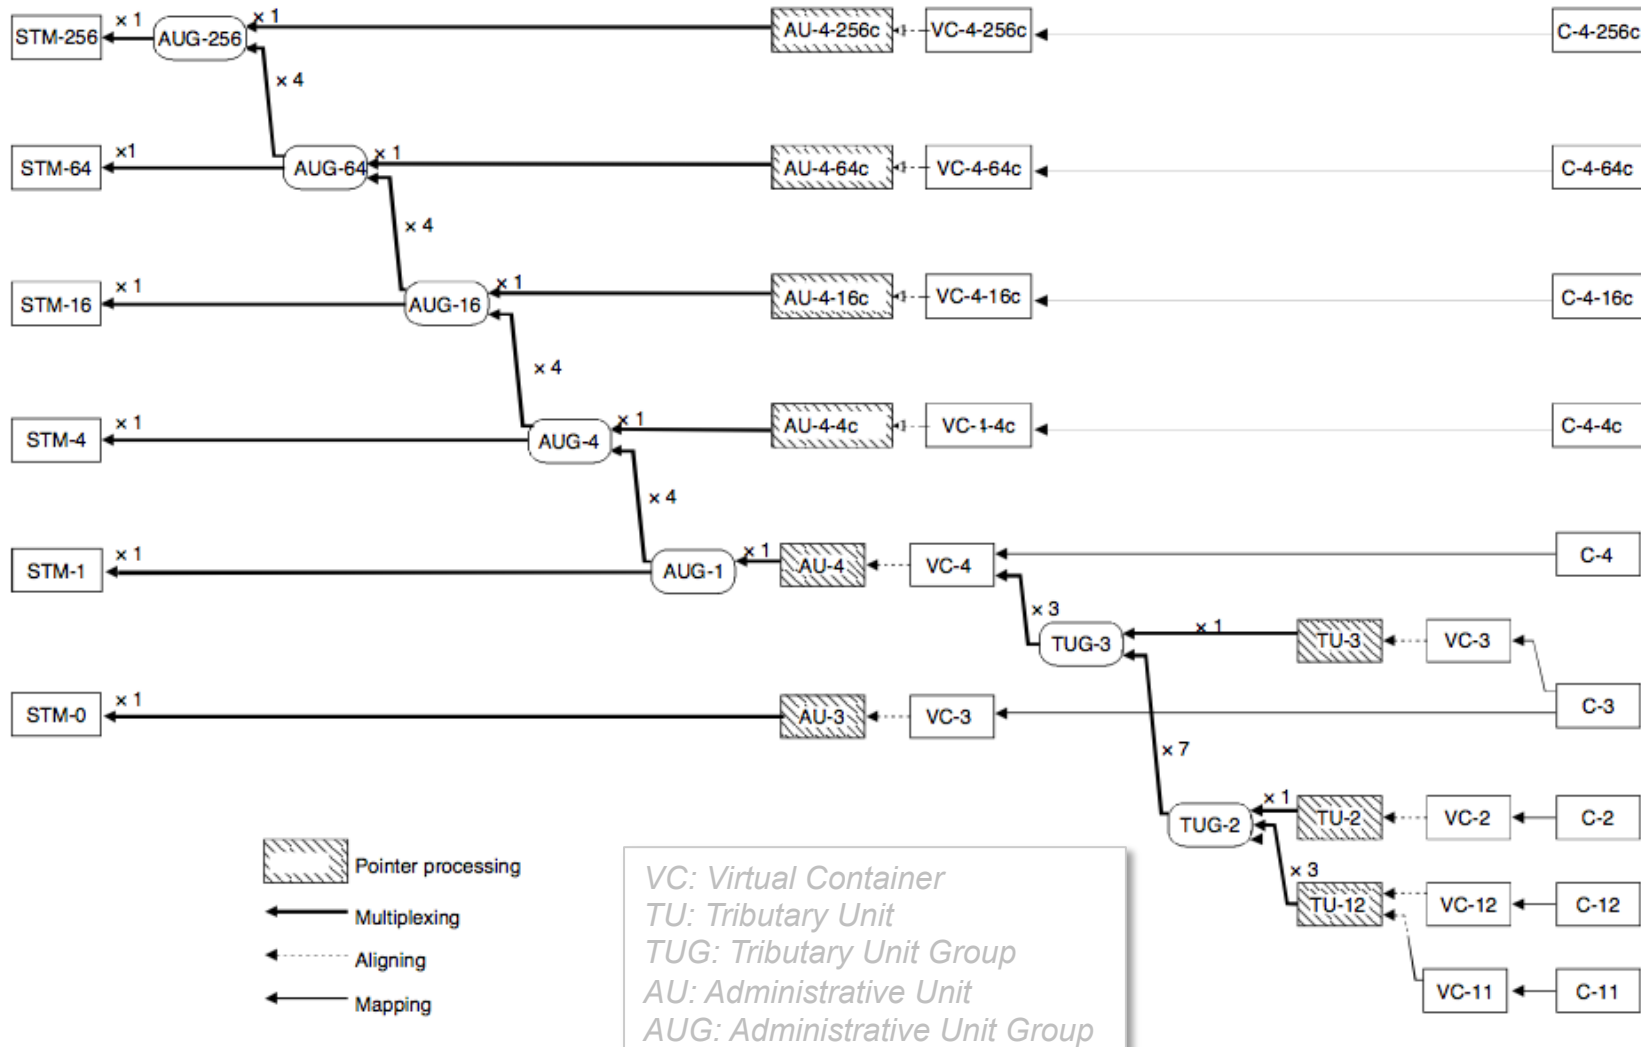 × 1 × 1
STM-256 AUG-256 AU-4-256c VC-4-256c C-4-256c
× 4
×1 × 1
STM-64 AUG-64 AU-4-64c VC-4-64c C-4-64c
× 4
× 1 × 1
STM-16 AUG-16 AU-4-16c VC-4-16c C-4-16c
× 4
× 1 × 1
STM-4 AUG-4 AU-4-4c VC-4-4c C-4-4c
× 4
× 1 × 1
STM-1 AUG-1 AU-4 VC-4 C-4
× 3 × 1
TUG-3 TU-3 VC-3
× 1
STM-0 AU-3 VC-3 C-3
× 7
× 1
TUG-2 TU-2 VC-2 C-2
× 3
TU-12 VC-12 C-12
VC-11 C-11
Pointer processing
Multiplexing
Aligning
Mapping
VC: Virtual Container
TU: Tributary Unit
TUG: Tributary Unit Group
AU: Administrative Unit
AUG: Administrative Unit Group